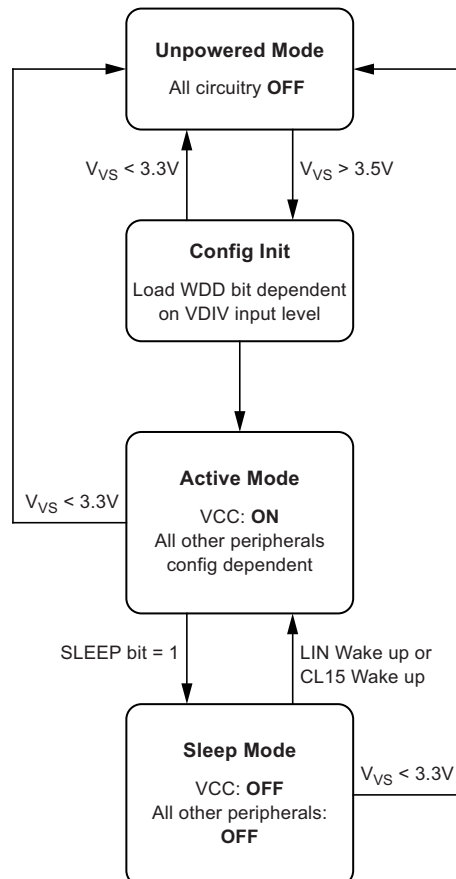 Unpowered Mode
All circuitry OFF
V_VS < 3.3V
V_VS > 3.5V
Config Init
Load WDD bit dependent
on VDIV input level
Active Mode
VCC: ON
All other peripherals
config dependent
V_VS < 3.3V
SLEEP bit = 1
LIN Wake up or
CL15 Wake up
Sleep Mode
VCC: OFF
All other peripherals:
OFF
V_VS < 3.3V